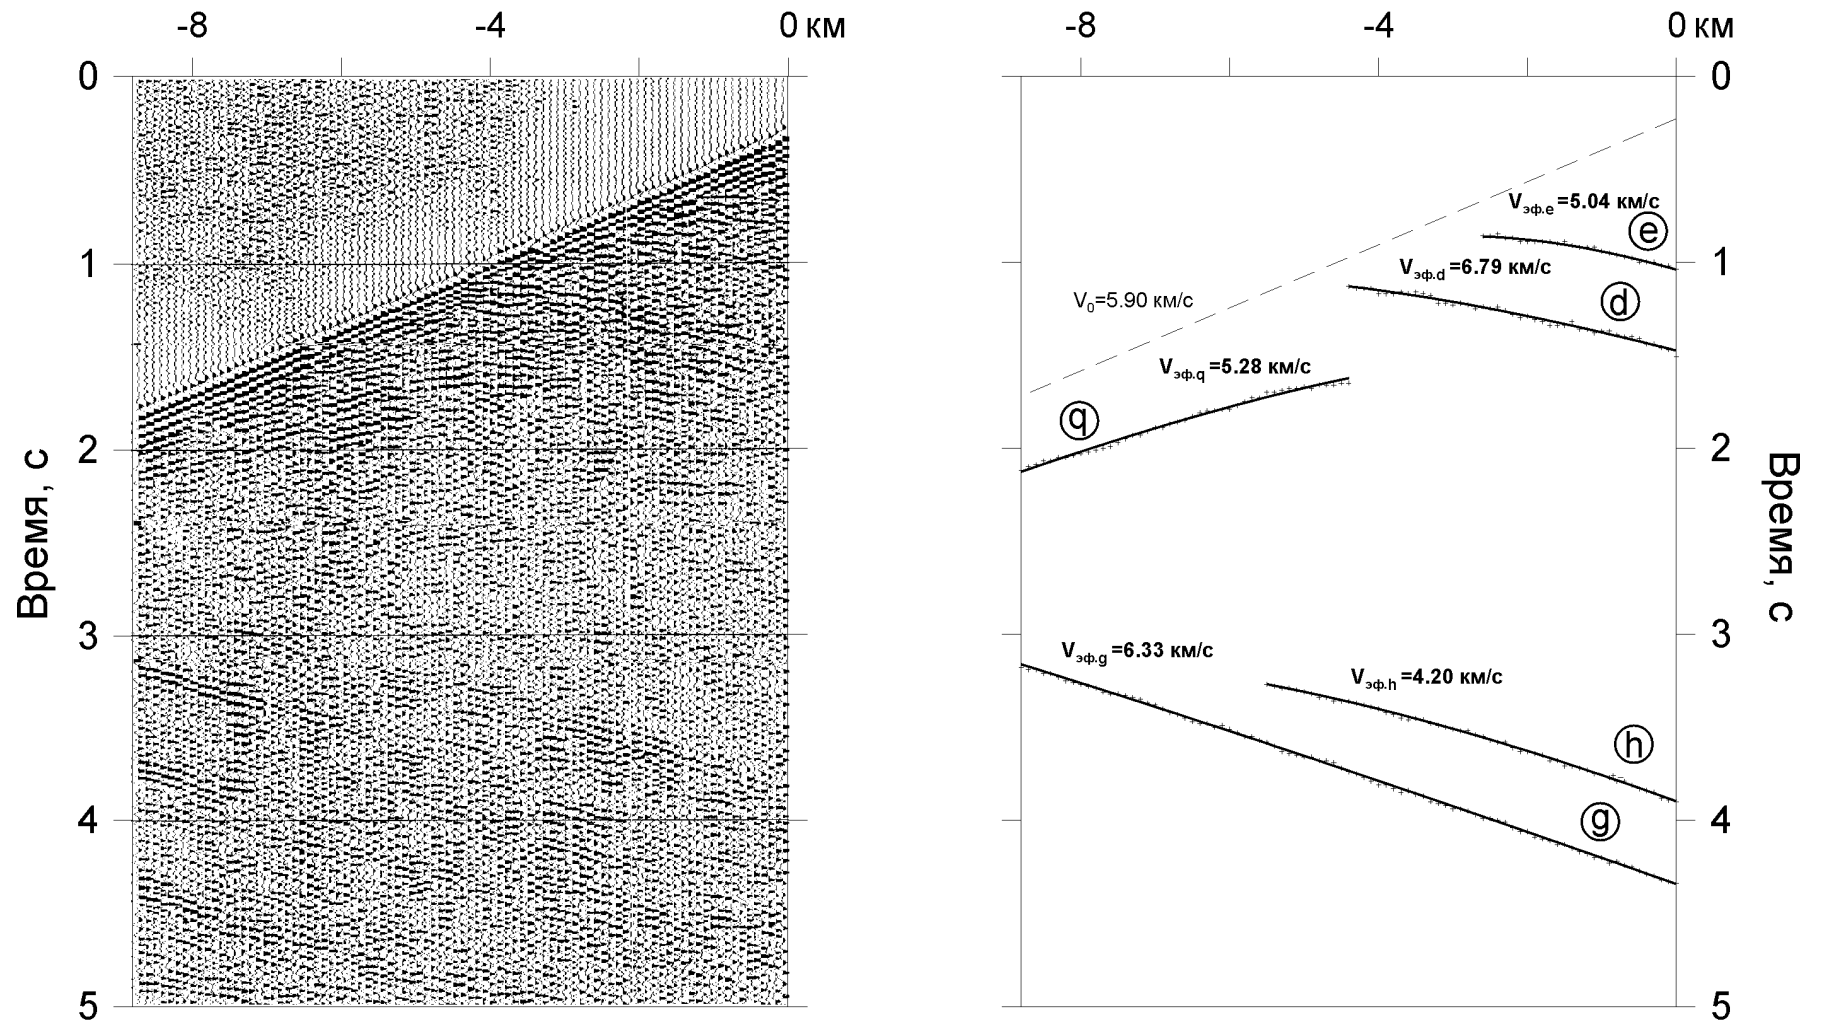 -8 -4 0 км
0
1
2
3
4
5
Время, с
-8 -4 0 км
0
1
2
3
4
5
Время, с
Vэф.e=5.04 км/с
e
Vэф.d=6.79 км/с
d
V0=5.90 км/с
Vэф.q=5.28 км/с
q
Vэф.g=6.33 км/с
Vэф.h=4.20 км/с
h
g